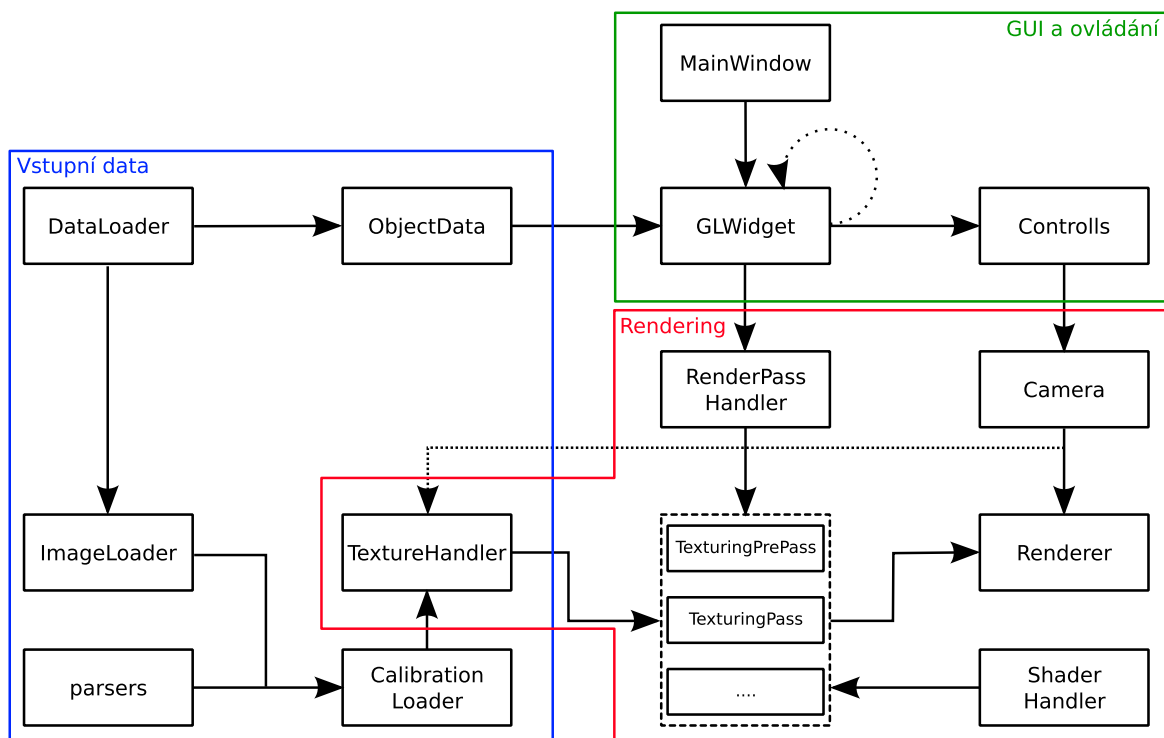 GUI a ovládání
MainWindow
Vstupní data
DataLoader
ObjectData
GLWidget
Controlls
Rendering
RenderPass
Handler
Camera
ImageLoader
TextureHandler
TexturingPrePass
Renderer
TexturingPass
parsers
Calibration
Loader
....
Shader
Handler